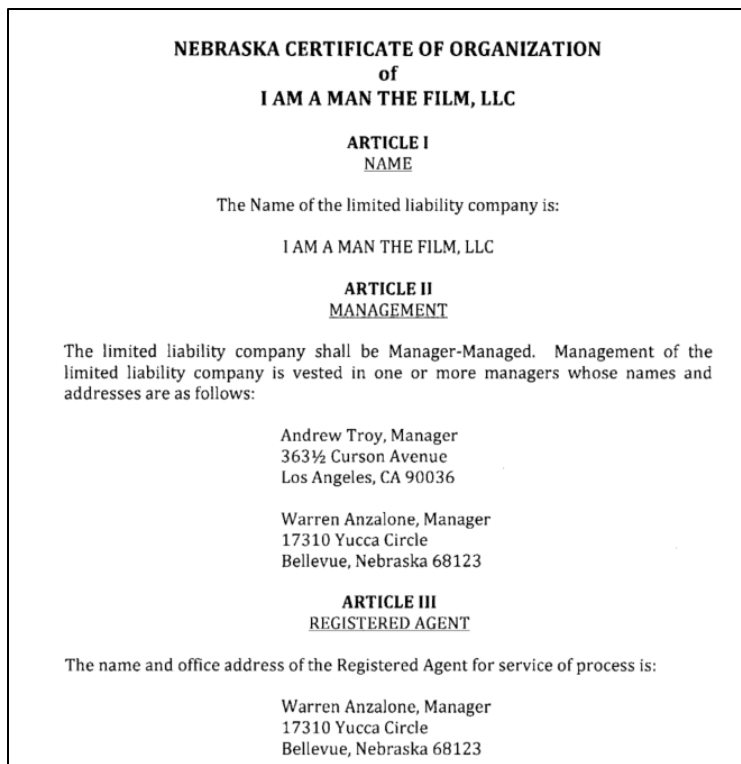 NEBRASKA CERTIFICATE OF ORGANIZATION
of
I AM A MAN THE FILM, LLC
ARTICLE I
NAME
The Name of the limited liability company is:
I AM A MAN THE FILM, LLC
ARTICLE II
MANAGEMENT
The limited liability company shall be Manager-Managed. Management of the
limited liability company is vested in one or more managers whose names and
addresses are as follows:
Andrew Troy, Manager
363½ Curson Avenue
Los Angeles, CA 90036
Warren Anzalone, Manager
17310 Yucca Circle
Bellevue, Nebraska 68123
ARTICLE III
REGISTERED AGENT
The name and office address of the Registered Agent for service of process is:
Warren Anzalone, Manager
17310 Yucca Circle
Bellevue, Nebraska 68123